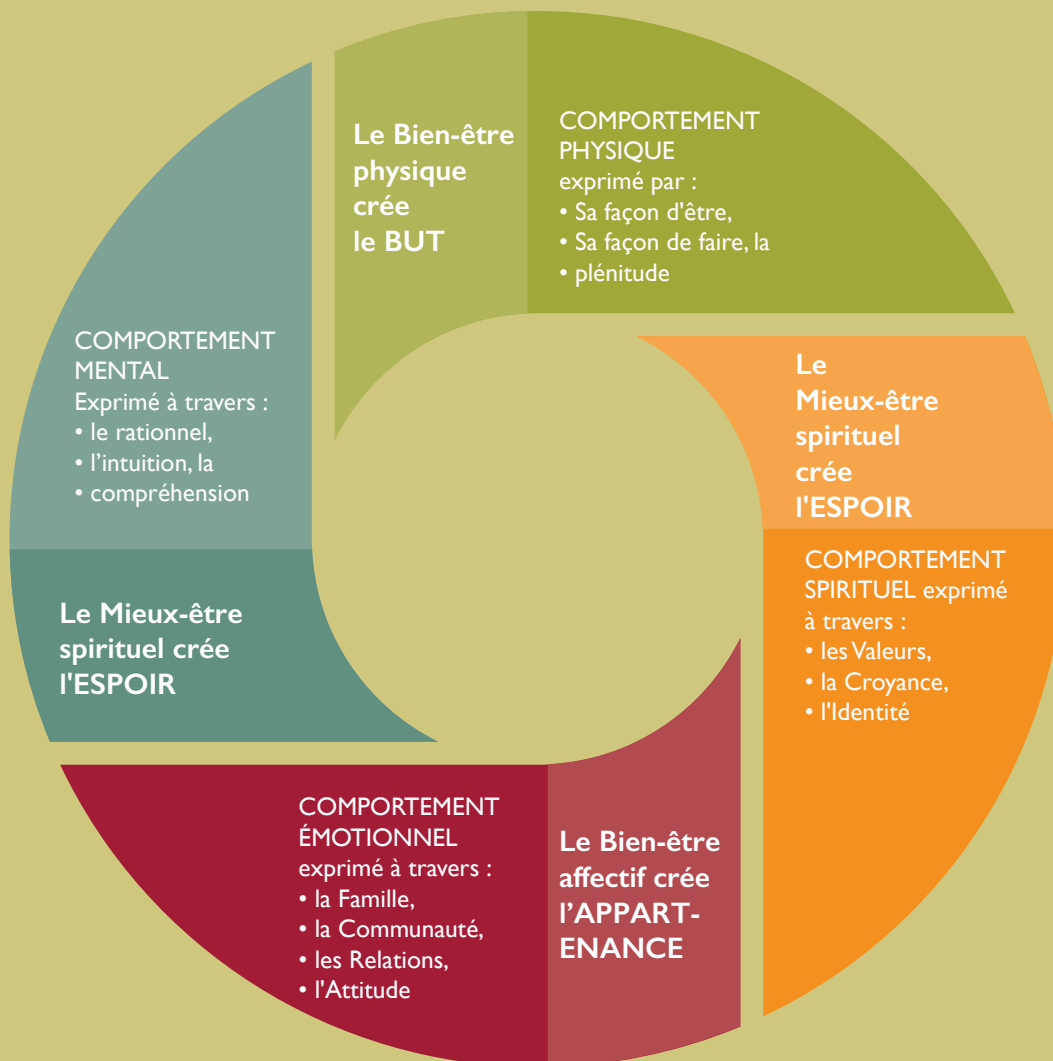 Le Bien-être
physique
crée
le BUT
COMPORTEMENT
PHYSIQUE
exprimé par :
• Sa façon d'être,
• Sa façon de faire, la
• plénitude
Le
Mieux-être
spirituel
crée
l'ESPOIR
COMPORTEMENT
SPIRITUEL exprimé
à travers :
• les Valeurs,
• la Croyance,
• l'Identité
Le Bien-être
affectif crée
l’APPART-
ENANCE
COMPORTEMENT
ÉMOTIONNEL
exprimé à travers :
• la Famille,
• la Communauté,
• les Relations,
• l'Attitude
Le Mieux-être
spirituel crée
l'ESPOIR
COMPORTEMENT
MENTAL
Exprimé à travers :
• le rationnel,
• l’intuition, la
• compréhension